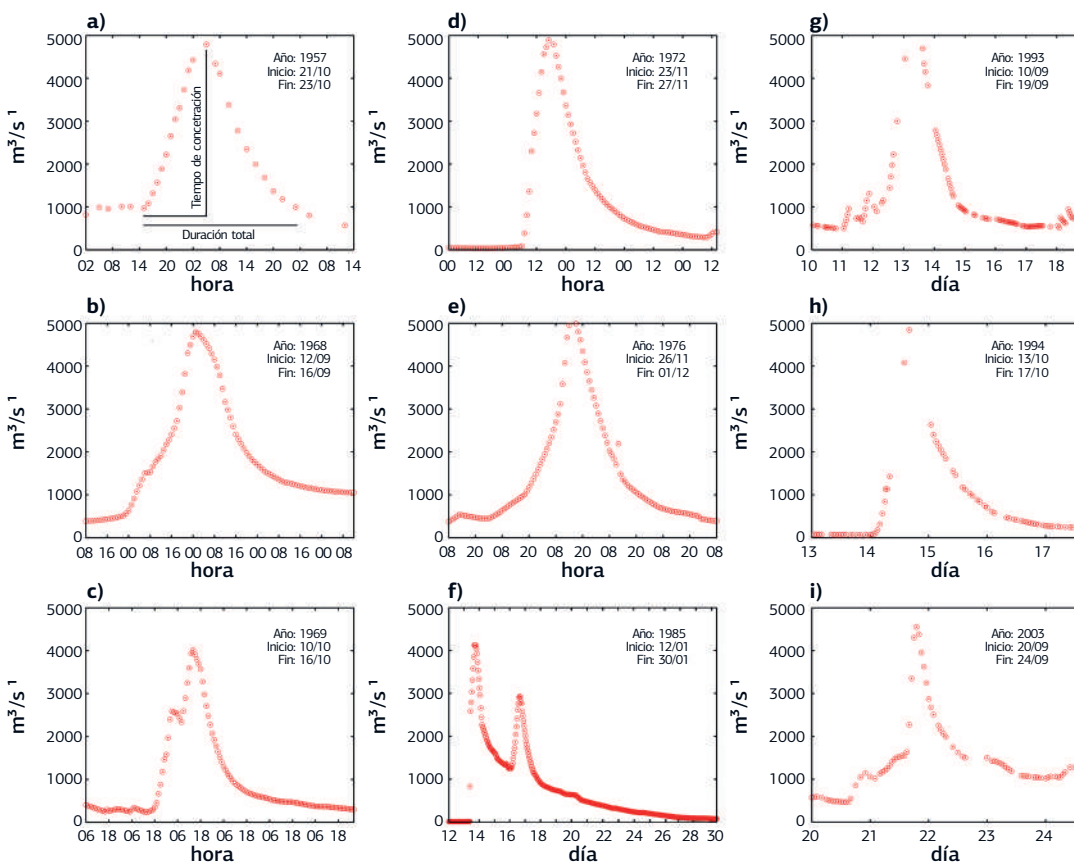 a)
5000
4000
3000
2000
1000
0
m³/s⁻¹
Año: 1957
Inicio: 21/10
Fin: 23/10
Tiempo de concetración
Duración total
02 08 14 20 02 08 14 20 02 08 14
hora
d)
5000
4000
3000
2000
1000
0
m³/s⁻¹
Año: 1972
Inicio: 23/11
Fin: 27/11
00 12 00 12 00 12 00 12 00 12
hora
g)
5000
4000
3000
2000
1000
0
m³/s⁻¹
Año: 1993
Inicio: 10/09
Fin: 19/09
10 11 12 13 14 15 16 17 18
día
b)
5000
4000
3000
2000
1000
0
m³/s⁻¹
Año: 1968
Inicio: 12/09
Fin: 16/09
08 16 00 08 16 00 08 16 00 08 16 00 08
hora
e)
5000
4000
3000
2000
1000
0
m³/s⁻¹
Año: 1976
Inicio: 26/11
Fin: 01/12
08 20 08 20 08 20 08 20 08 20 08
hora
h)
5000
4000
3000
2000
1000
0
m³/s⁻¹
Año: 1994
Inicio: 13/10
Fin: 17/10
13 14 15 16 17
día
c)
5000
4000
3000
2000
1000
0
m³/s⁻¹
Año: 1969
Inicio: 10/10
Fin: 16/10
06 18 06 18 06 18 06 18 06 18 06 18
hora
f)
5000
4000
3000
2000
1000
0
m³/s⁻¹
Año: 1985
Inicio: 12/01
Fin: 30/01
12 14 16 18 20 22 24 26 28 30
día
i)
5000
4000
3000
2000
1000
0
m³/s⁻¹
Año: 2003
Inicio: 20/09
Fin: 24/09
20 21 22 23 24
día